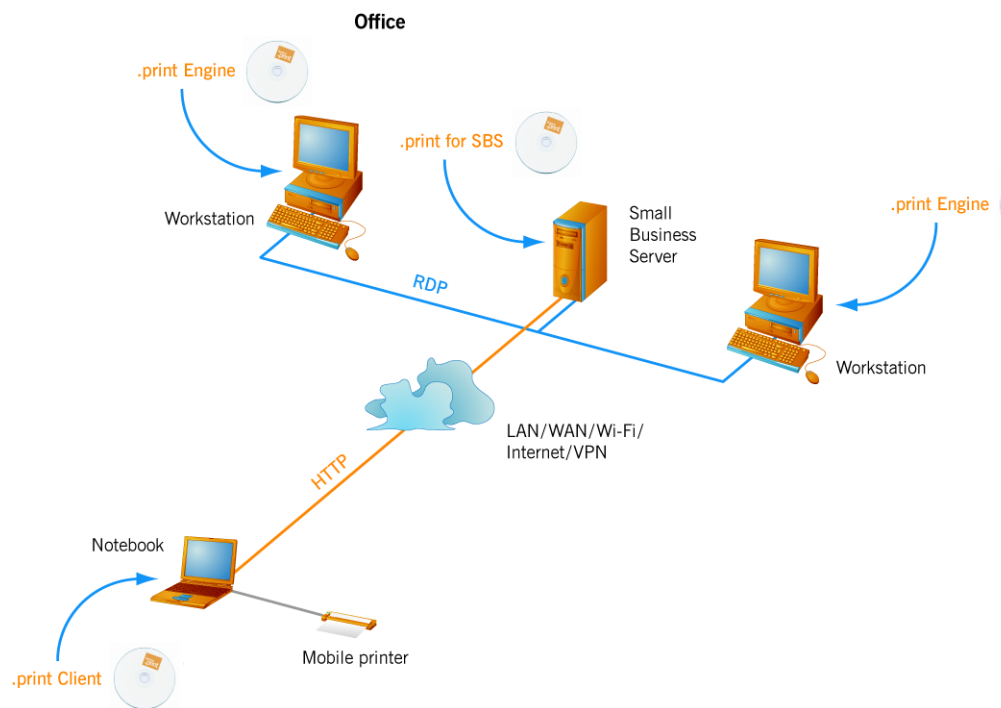 Office
.print Engine
.print for SBS
Workstation
Small
Business
Server
.print Engine
RDP
Workstation
LAN/WAN/Wi-Fi/
Internet/VPN
HTTP
Notebook
Mobile printer
.print Client